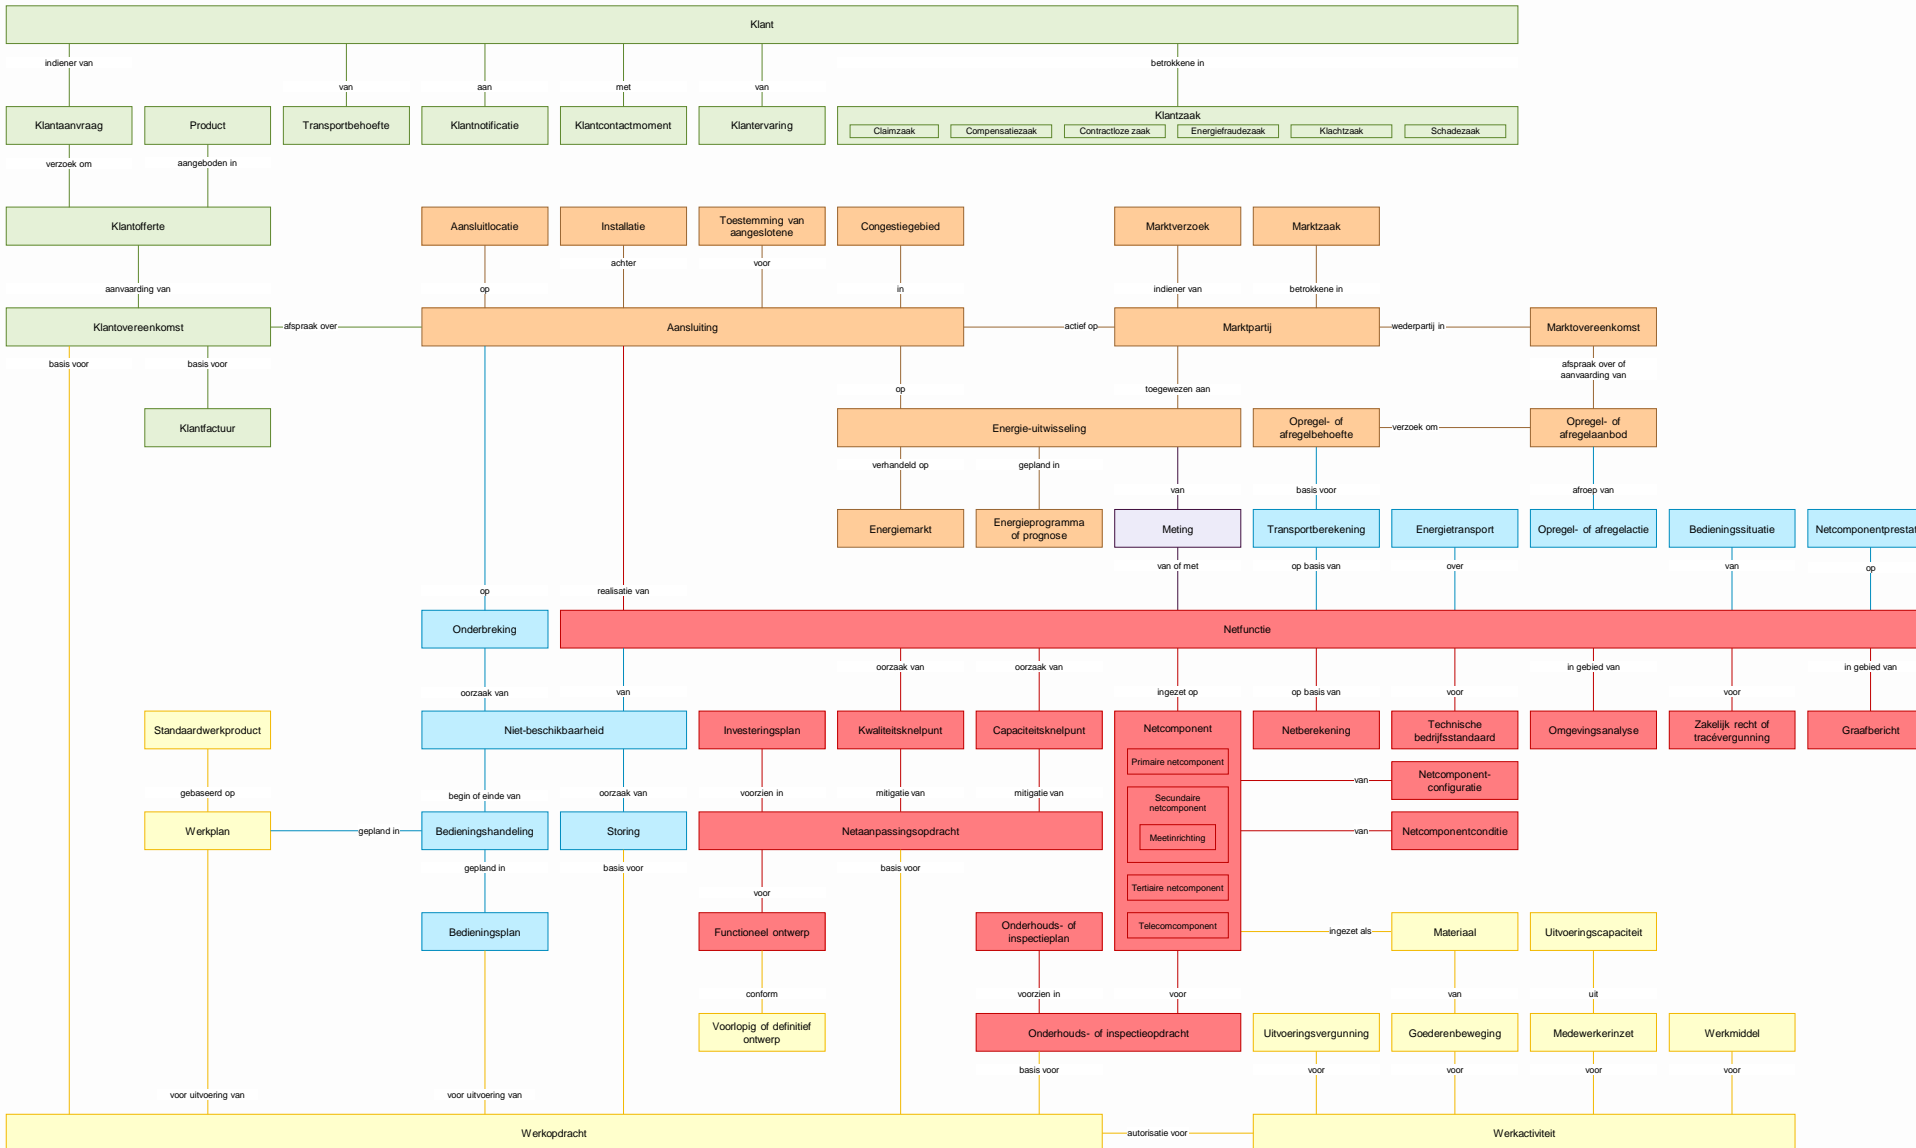 Klant
indiener van
betrokkene in
van
aan
met
van
Klantaanvraag
Product
Transportbehoefte
Klantnotificatie
Klantcontactmoment
Klantervaring
Klantzaak
Claimzaak
Compensatiezaak
Contractloze zaak
Energiefraudezaak
Klachtzaak
Schadezaak
verzoek om
aangeboden in
Klantofferte
Aansluitlocatie
Installatie
Toestemming van
aangeslotene
Congestiegebied
Marktverzoek
Marktzaak
achter
voor
aanvaarding van
op
in
indiener van
betrokkene in
Klantovereenkomst
afspraak over
Aansluiting
actief op
Marktpartij
wederpartij in
Marktovereenkomst
basis voor
basis voor
afspraak over of
aanvaarding van
op
toegewezen aan
Klantfactuur
Energie-uitwisseling
Opregel- of
afregelbehoefte
verzoek om
Opregel- of
afregelaanbod
verhandeld op
gepland in
van
basis voor
afroep van
Energiemarkt
Energieprogramma
of prognose
Meting
Transportberekening
Energietransport
Opregel- of afregelactie
Bedieningssituatie
Netcomponentprestat
van of met
op basis van
over
van
op
op
realisatie van
Onderbreking
Netfunctie
oorzaak van
oorzaak van
in gebied van
in gebied van
oorzaak van
van
ingezet op
op basis van
voor
voor
Standaardwerkproduct
Niet-beschikbaarheid
Investeringsplan
Kwaliteitsknelpunt
Capaciteitsknelpunt
Netcomponent
Netberekening
Technische
bedrijfsstandaard
Omgevingsanalyse
Zakelijk recht of
tracévergunning
Graafbericht
Primaire netcomponent
van
Netcomponent-
configuratie
gebaseerd op
begin of einde van
oorzaak van
voorzien in
mitigatie van
mitigatie van
Secundaire
netcomponent
Werkplan
gepland in
Bedieningshandeling
Storing
Netaanpassingsopdracht
Meetinrichting
van
Netcomponentconditie
gepland in
basis voor
voor
basis voor
Tertiaire netcomponent
Bedieningsplan
Functioneel ontwerp
Onderhouds- of
inspectieplan
Telecomcomponent
ingezet als
Materiaal
Uitvoeringscapaciteit
conform
voorzien in
voor
van
uit
Voorlopig of definitief
ontwerp
Onderhouds- of inspectieopdracht
Uitvoeringsvergunning
Goederenbeweging
Medewerkerinzet
Werkmiddel
basis voor
voor
voor
voor
voor
voor uitvoering van
voor uitvoering van
Werkopdracht
autorisatie voor
Werkactiviteit